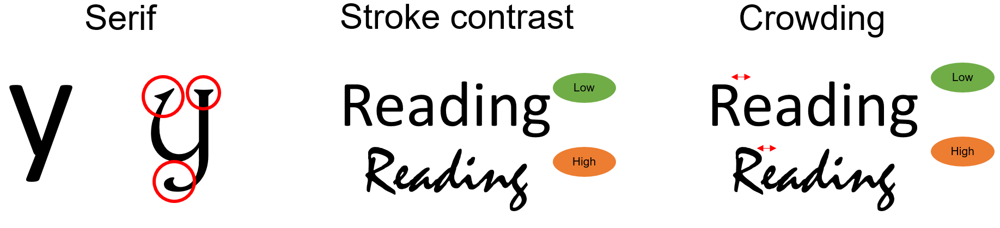 Serif
y y
Stroke contrast
Reading Low
Reading High
Crowding
Reading Low
Reading High